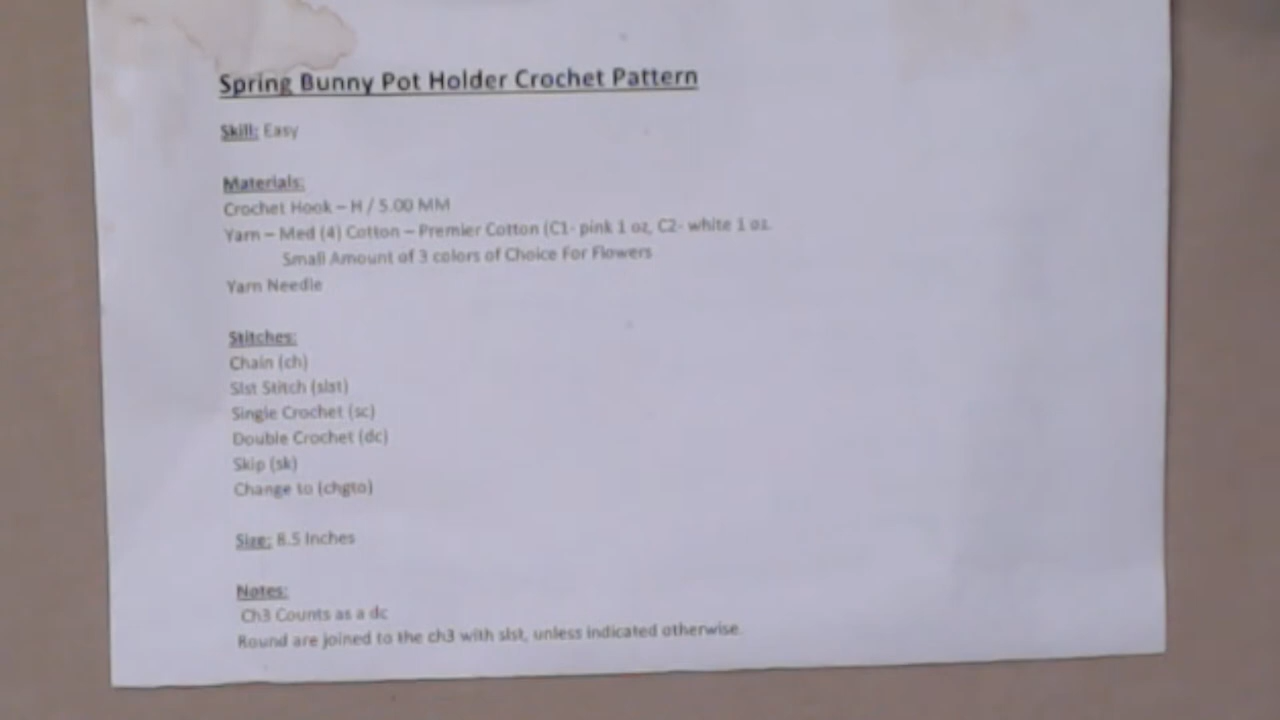 Spring Bunny Pot Holder Crochet Pattern
Skill: Easy
Materials:
Crochet Hook – H / 5.00 MM
Yarn – Med (4) Cotton – Premier Cotton (C1- pink 1 oz, C2- white 1 oz.
Small Amount of 3 colors of Choice For Flowers
Yarn Needle
Stitches:
Chain (ch)
Slst Stitch (slst)
Single Crochet (sc)
Double Crochet (dc)
Skip (sk)
Change to (chgto)
Size: 8.5 Inches
Notes:
Ch3 Counts as a dc
Round are joined to the ch3 with slst, unless indicated otherwise.